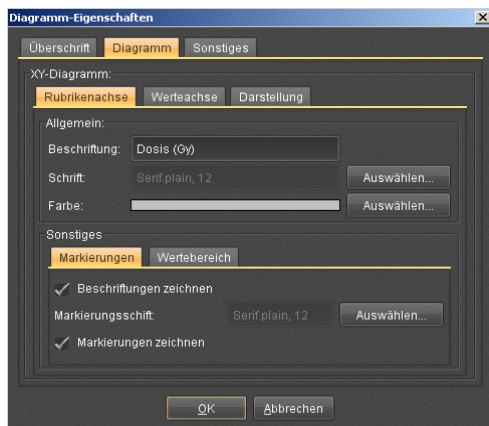 Diagramm-Eigenschaften
Überschrift Diagramm Sonstiges
XY-Diagramm:
Rubrikenachse Werteachse Darstellung
Allgemein:
Beschriftung: Dosis (Gy)
Schrift: Serif.plain, 12 Auswählen...
Farbe: Auswählen...
Sonstiges
Markierungen Wertebereich
Beschriftungen zeichnen
Markierungsschift: Serif.plain, 12 Auswählen...
Markierungen zeichnen
OK Abbrechen